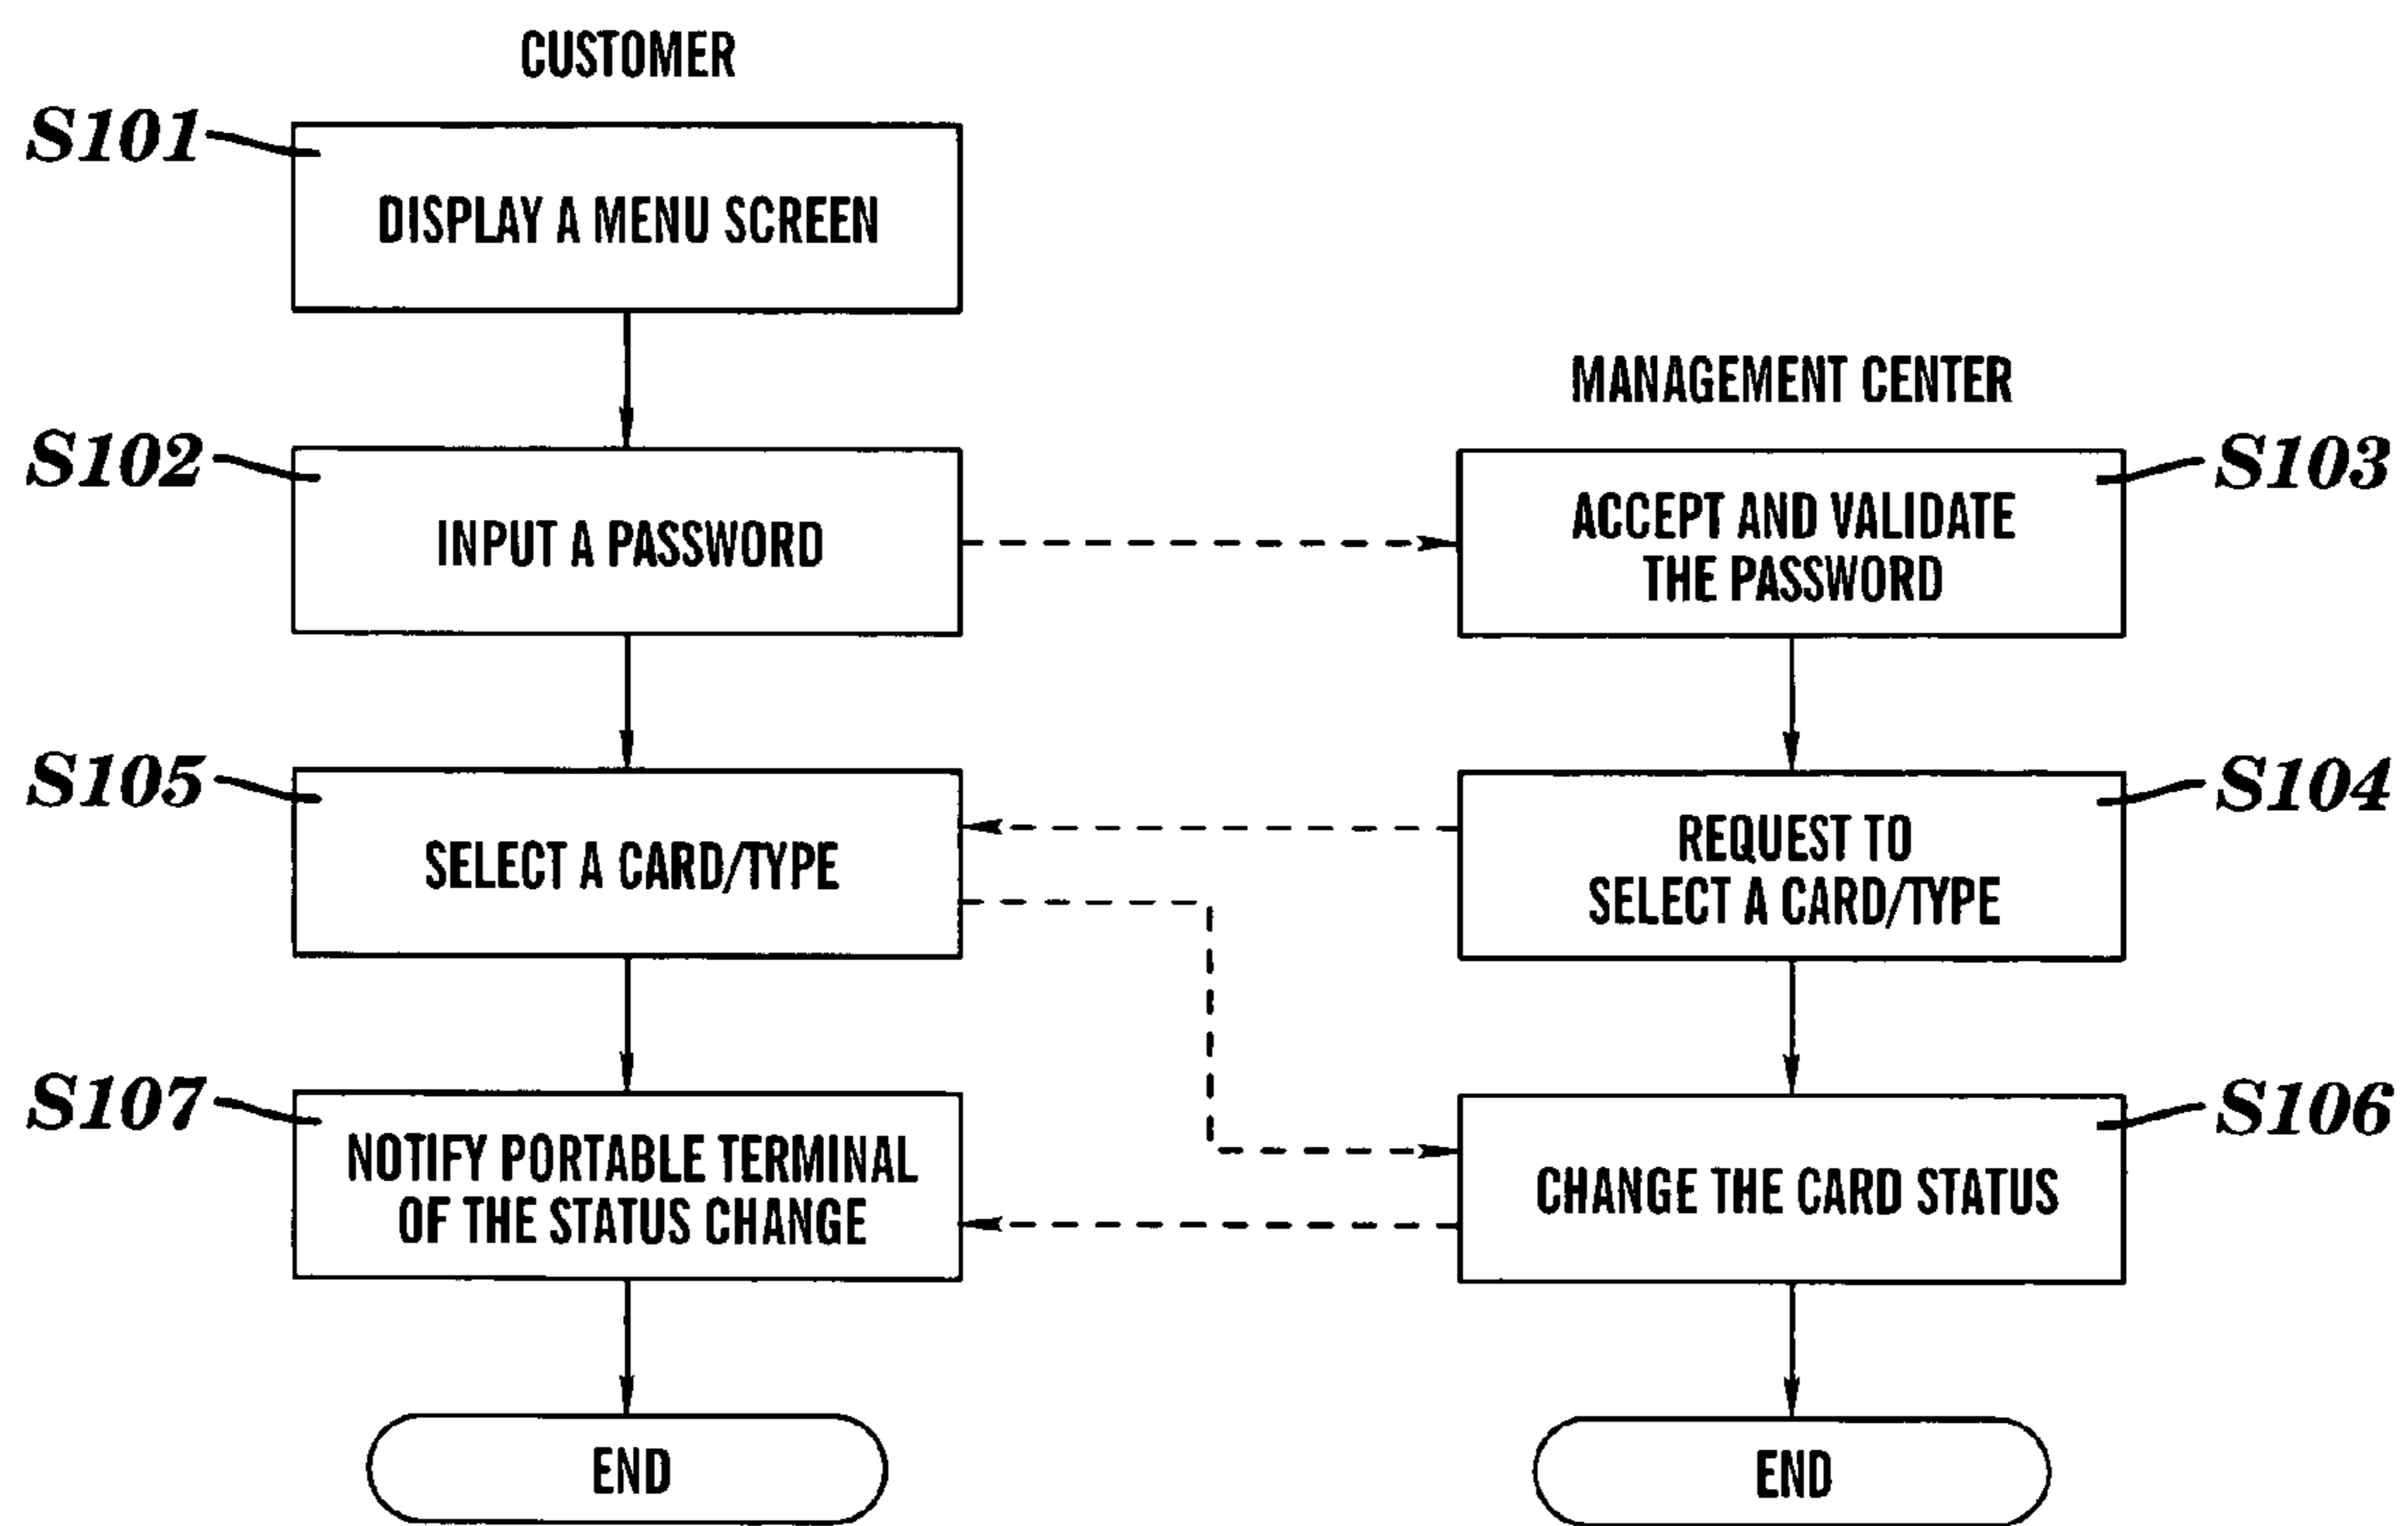 CUSTOMER
S101
DISPLAY A MENU SCREEN
MANAGEMENT CENTER
S102
INPUT A PASSWORD
S103
ACCEPT AND VALIDATE
THE PASSWORD
S105
SELECT A CARD/TYPE
S104
REQUEST TO
SELECT A CARD/TYPE
S107
NOTIFY PORTABLE TERMINAL
OF THE STATUS CHANGE
S106
CHANGE THE CARD STATUS
END
END